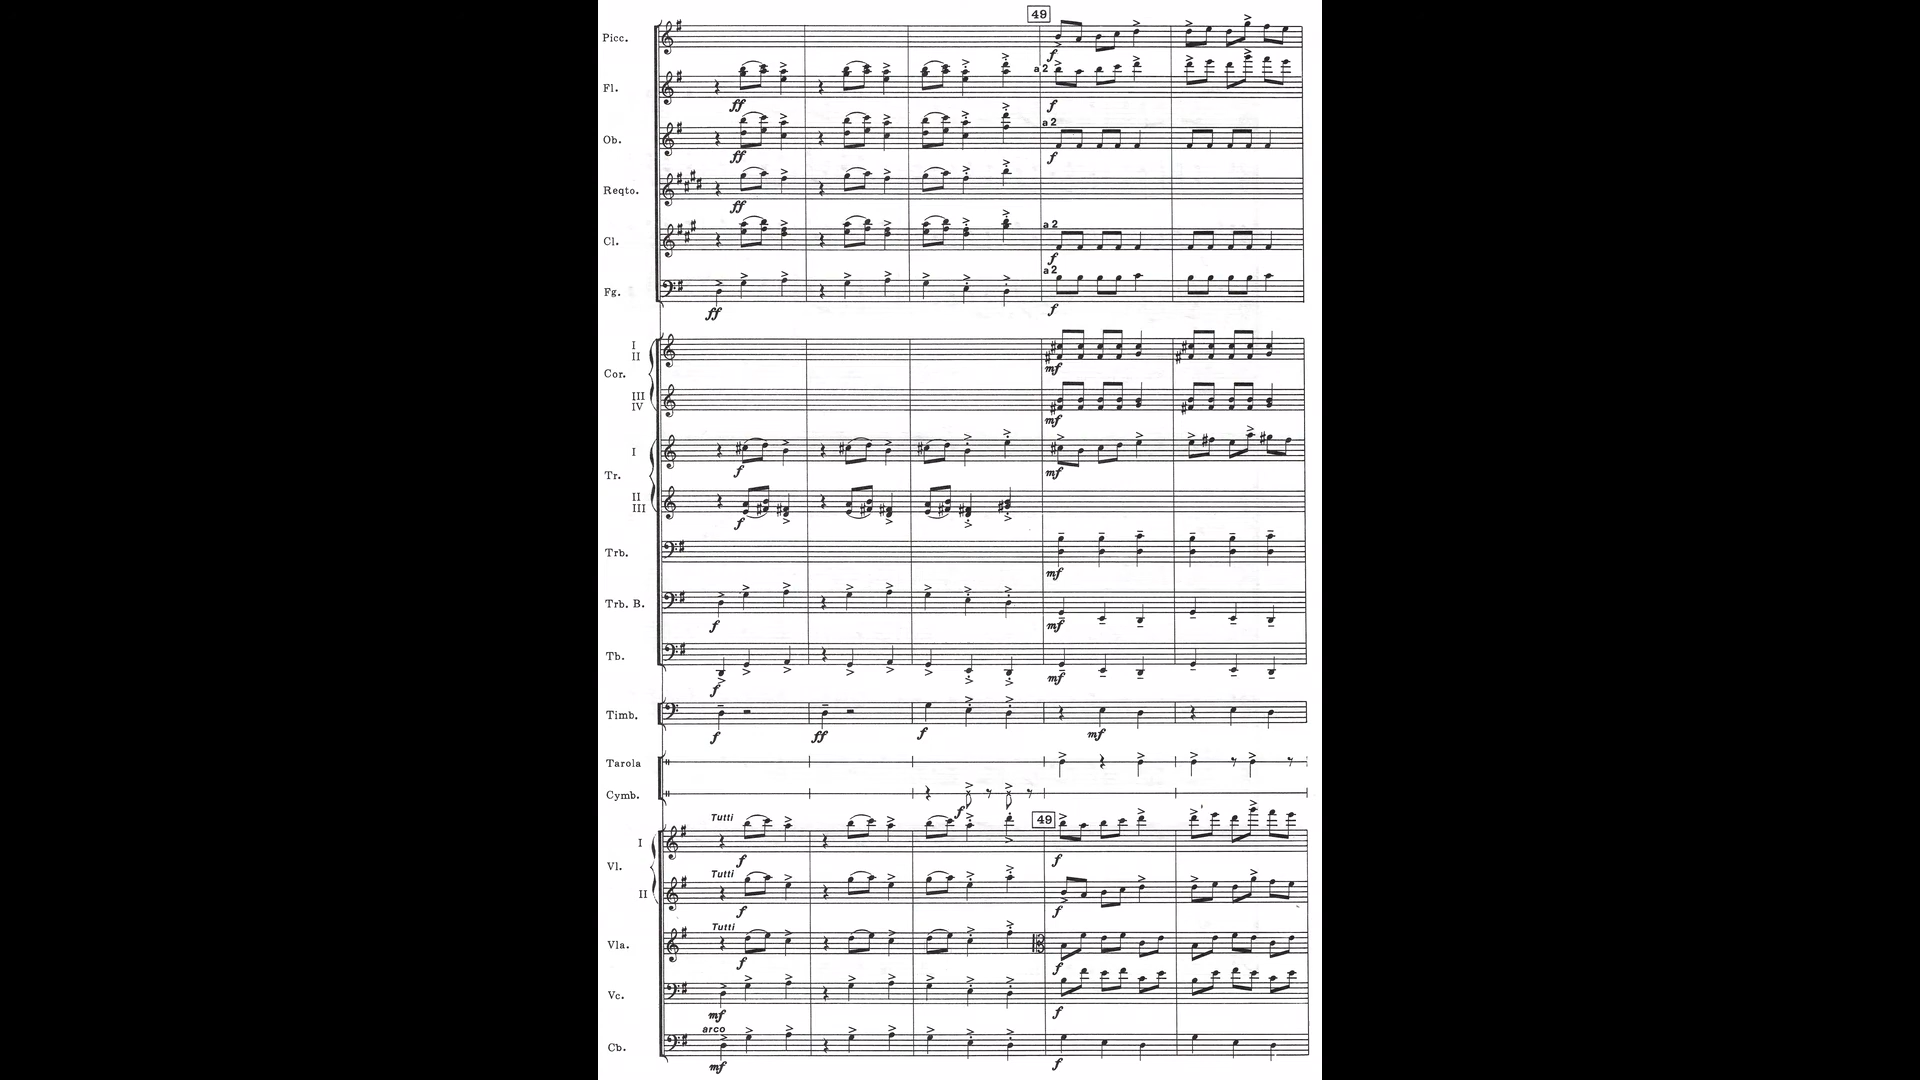 49
Picc.
a 2
Fl.
ff f
a 2
Ob.
ff f
Reqto.
ff
a 2
Cl.
ff f
a 2
Fg.
ff f
I
II
Cor.
mf
III
IV
mf
I
f mf
Tr.
II
III
f
Trb.
mf
Trb. B.
f mf
Tb.
f mf
Timb.
f ff f mf
Tarola
Cymb.
f
49
Tutti
I
f f
Vl.
Tutti
II
f f
Tutti
Vla.
f f
Vc.
mf f
arco
Cb.
mf f